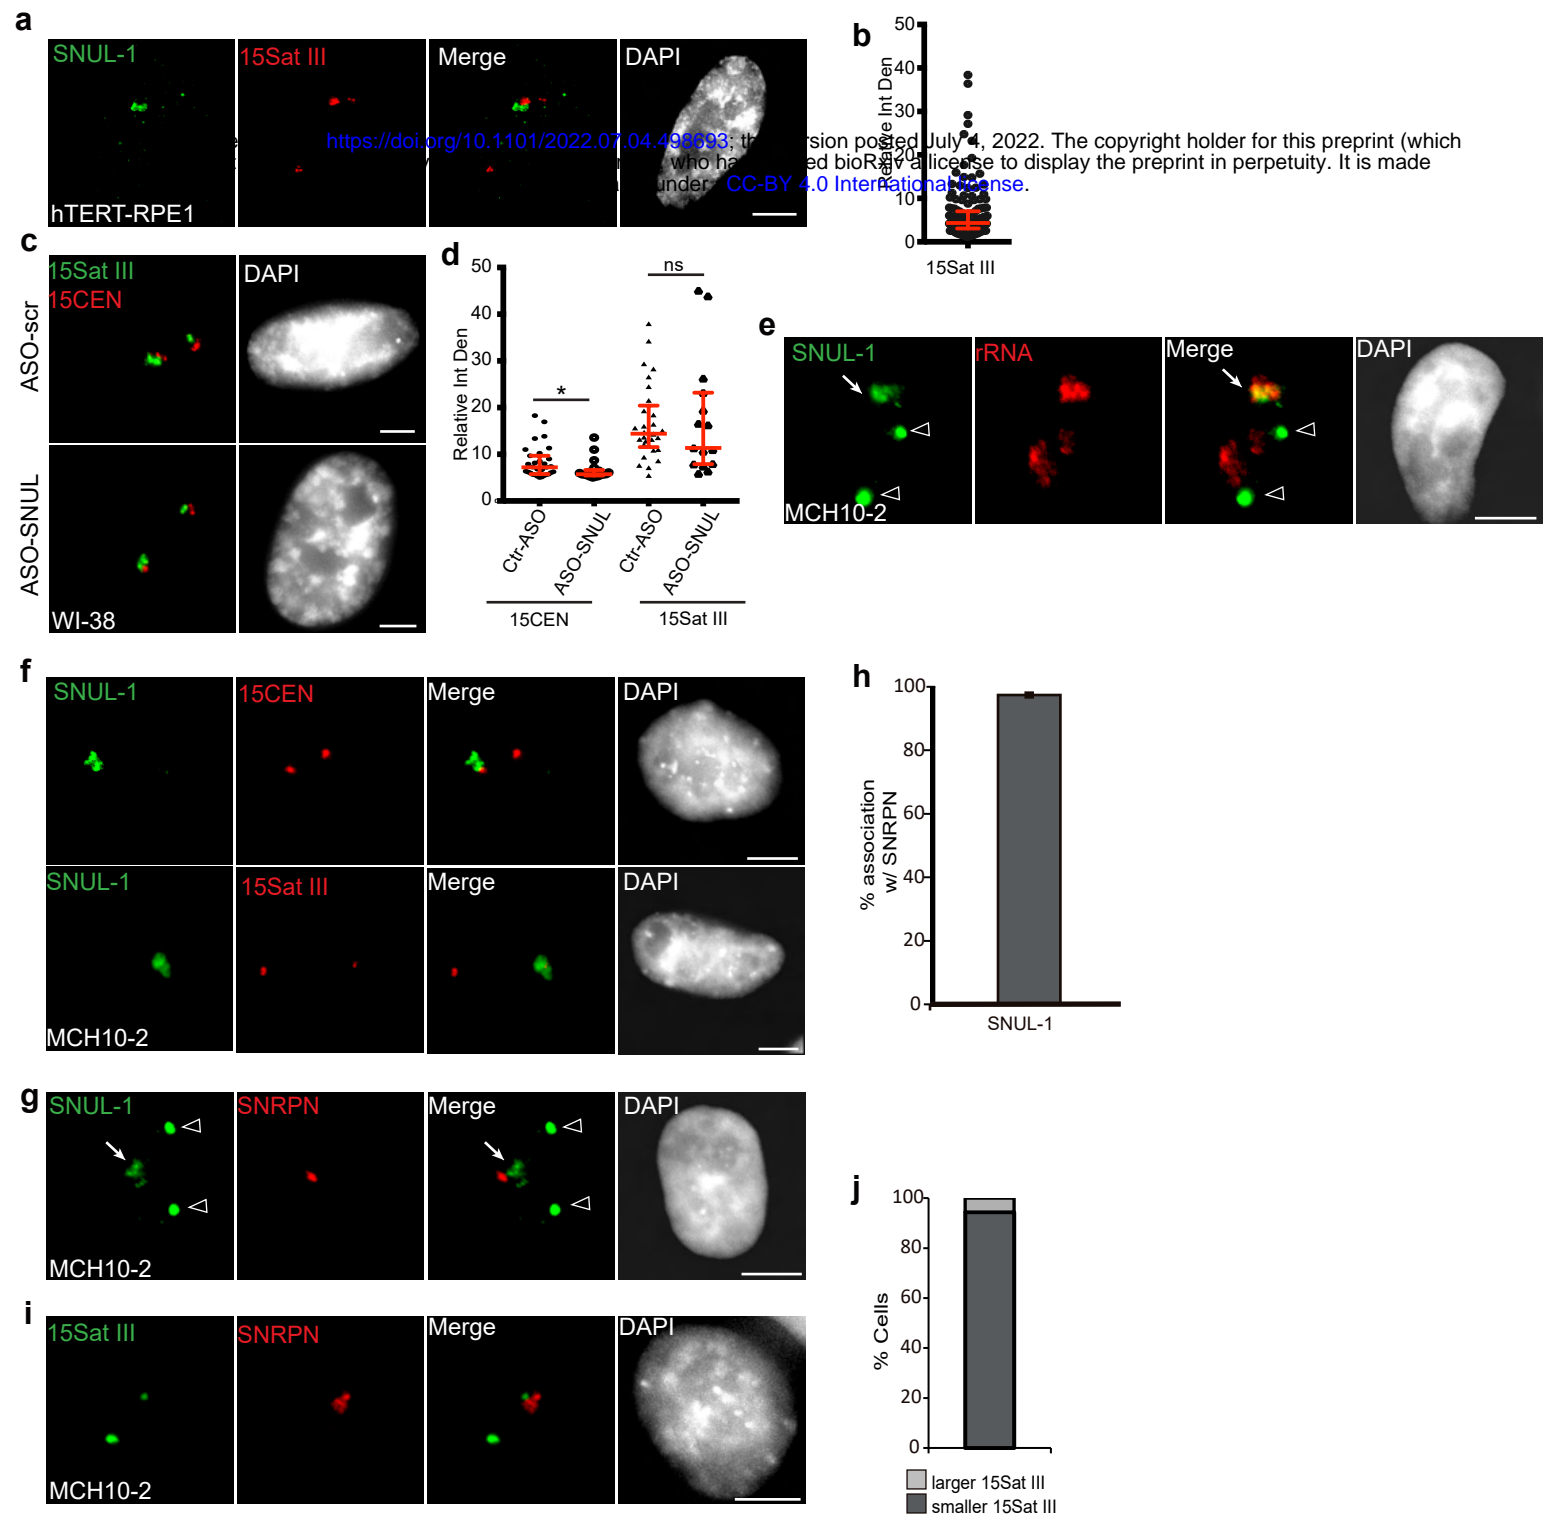 a
SNUL-1
15Sat III
Merge
DAPI
hTERT-RPE1
https://doi.org/10.1101/2022.07.04.498693; rsion posted July 4, 2022. The copyright holder for this preprint (which
who ha ed bioRxiv a license to display the preprint in perpetuity. It is made
under CC-BY 4.0 International license.
b
Relative Int Den
50
40
30
20
10
0
15Sat III
c
15Sat III
15CEN
DAPI
ASO-scr
ASO-SNUL
WI-38
d
Relative Int Den
50
40
30
20
10
0
*
ns
Ctr-ASO
ASO-SNUL
Ctr-ASO
ASO-SNUL
15CEN
15Sat III
e
SNUL-1
rRNA
Merge
DAPI
MCH10-2
f
SNUL-1
15CEN
Merge
DAPI
SNUL-1
15Sat III
Merge
DAPI
MCH10-2
h
% association
w/ SNRPN
100
80
60
40
20
0
SNUL-1
g
SNUL-1
SNRPN
Merge
DAPI
MCH10-2
i
15Sat III
SNRPN
Merge
DAPI
MCH10-2
j
% Cells
100
80
60
40
20
0
larger 15Sat III
smaller 15Sat III